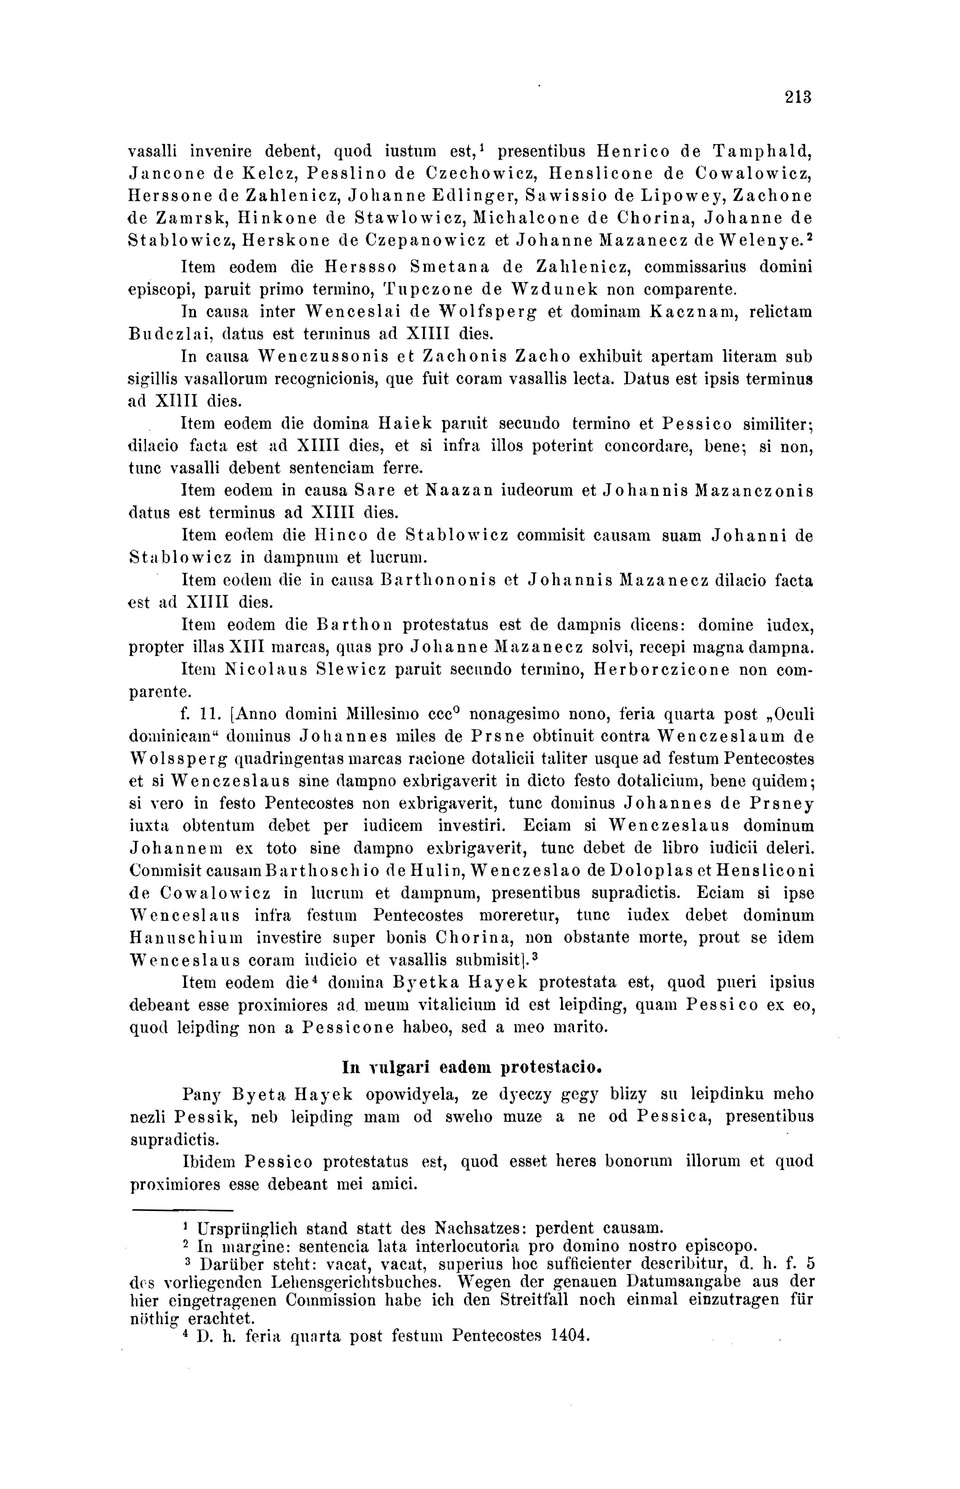 213
vasalli invenire debent, quod iustum est,¹ presentibus Henrico de Tamphald,
Jancone de Kelcz, Pesslino de Czechowicz, Henslicone de Cowalowicz,
Herssone de Zahlenicz, Johanne Edlinger, Sawissio de Lipowey, Zachone
de Zamrsk, Hinkone de Stawlowicz, Michalcone de Chorina, Johanne de
Stablowicz, Herskone de Czepanowicz et Johanne Mazanecz de Welenye.²
Item eodem die Herssso Smetana de Zahlenicz, commissarius domini
episcopi, paruit primo termino, Tupczone de Wzdunek non comparente.
In causa inter Wenceslai de Wolfsperg et dominam Kacznam, relictam
Budczlai, datus est terminus ad XIIII dies.
In causa Wenczussonis et Zachonis Zacho exhibuit apertam literam sub
sigillis vasallorum recognicionis, que fuit coram vasallis lecta. Datus est ipsis terminus
ad XIIII dies.
Item eodem die domina Haiek paruit secundo termino et Pessico similiter;
dilacio facta est ad XIIII dies, et si infra illos poterint concordare, bene; si non,
tunc vasalli debent sentenciam ferre.
Item eodem in causa Sare et Naazan iudeorum et Johannis Mazanczonis
datus est terminus ad XIIII dies.
Item eodem die Hinco de Stablowicz commisit causam suam Johanni de
Stablowicz in dampnum et lucrum.
Item eodem die in causa Barthononis et Johannis Mazanecz dilacio facta
est ad XIIII dies.
Item eodem die Barthon protestatus est de dampnis dicens: domine iudex,
propter illas XIII marcas, quas pro Johanne Mazanecz solvi, recepi magna dampna.
Item Nicolaus Slewicz paruit secundo termino, Herborczicone non com-
parente.
f. 11. [Anno domini Millesimo ccc⁰ nonagesimo nono, feria quarta post „Oculi
dominicam“ dominus Johannes miles de Prsne obtinuit contra Wenczeslaum de
Wolssperg quadringentas marcas racione dotalicii taliter usque ad festum Pentecostes
et si Wenczeslaus sine dampno exbrigaverit in dicto festo dotalicium, bene quidem;
si vero in festo Pentecostes non exbrigaverit, tunc dominus Johannes de Prsney
iuxta obtentum debet per iudicem investiri. Eciam si Wenczeslaus dominum
Johannem ex toto sine dampno exbrigaverit, tunc debet de libro iudicii deleri.
Commisit causam Barthoschio de Hulin, Wenczeslao de Doloplas et Hensliconi
de Cowalowicz in lucrum et dampnum, presentibus supradictis. Eciam si ipse
Wenceslaus infra festum Pentecostes moreretur, tunc iudex debet dominum
Hanuschium investire super bonis Chorina, non obstante morte, prout se idem
Wenceslaus coram iudicio et vasallis submisit].³
Item eodem die⁴ domina Byetka Hayek protestata est, quod pueri ipsius
debeant esse proximiores ad meum vitalicium id est leipding, quam Pessico ex eo,
quod leipding non a Pessicone habeo, sed a meo marito.
In vulgari eadem protestacio.
Pany Byeta Hayek opowidyela, ze dyeczy gegy blizy su leipdinku meho
nezli Pessik, neb leipding mam od sweho muze a ne od Pessica, presentibus
supradictis.
Ibidem Pessico protestatus est, quod esset heres bonorum illorum et quod
proximiores esse debeant mei amici.
¹ Ursprünglich stand statt des Nachsatzes: perdent causam.
² In margine: sentencia lata interlocutoria pro domino nostro episcopo.
³ Darüber steht: vacat, vacat, superius hoc sufficienter describitur, d. h. f. 5
des vorliegenden Lehensgerichtsbuches. Wegen der genauen Datumsangabe aus der
hier eingetragenen Commission habe ich den Streitfall noch einmal einzutragen für
nöthig erachtet.
⁴ D. h. feria quarta post festum Pentecostes 1404.